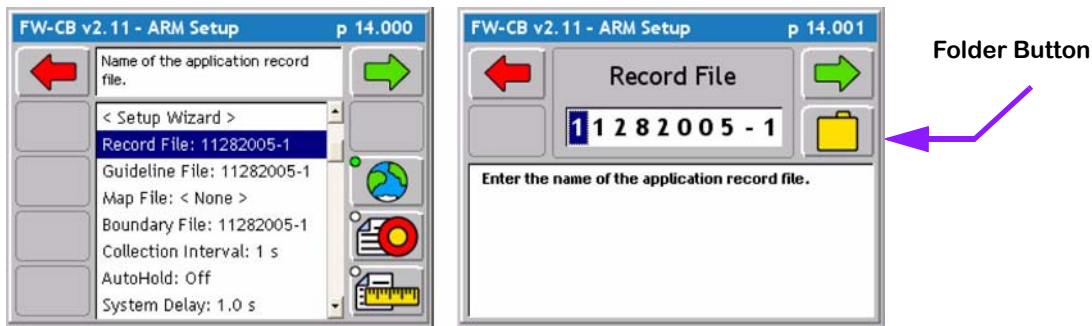 FW-CB v2.11 - ARM Setup p 14.000
Name of the application record
file.
< Setup Wizard >
Record File: 11282005-1
Guideline File: 11282005-1
Map File: < None >
Boundary File: 11282005-1
Collection Interval: 1 s
AutoHold: Off
System Delay: 1.0 s
FW-CB v2.11 - ARM Setup p 14.001
Record File
11282005-1
Enter the name of the application record file.
Folder Button